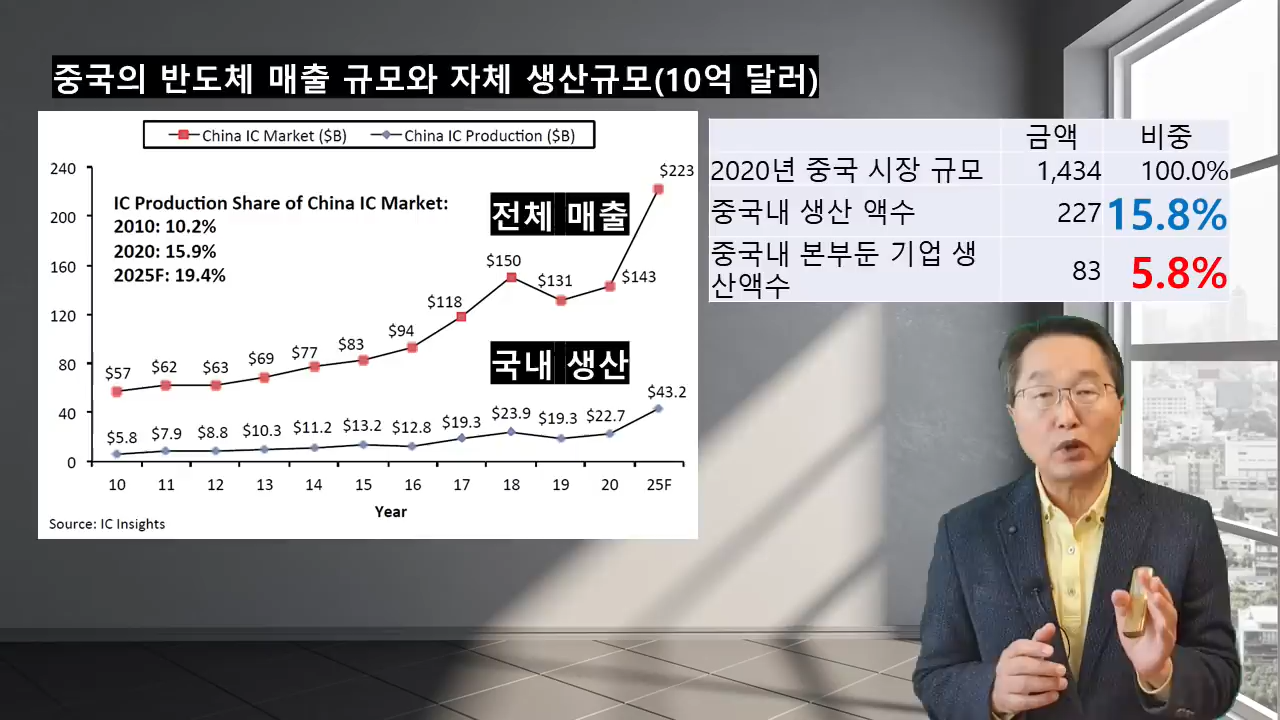 중국의 반도체 매출 규모와 자체 생산규모(10억 달러)
China IC Market ($B) China IC Production ($B)
240
200
160
120
80
40
0
IC Production Share of China IC Market:
2010: 10.2%
2020: 15.9%
2025F: 19.4%
전체 매출
$57 $62 $63 $69 $77 $83 $94 $118 $150 $131 $143 $223
국내 생산
$5.8 $7.9 $8.8 $10.3 $11.2 $13.2 $12.8 $19.3 $23.9 $19.3 $22.7 $43.2
10 11 12 13 14 15 16 17 18 19 20 25F
Year
Source: IC Insights
금액 비중
2020년 중국 시장 규모 1,434 100.0%
중국내 생산 액수 227 15.8%
중국내 본부둔 기업 생
산액수 83 5.8%